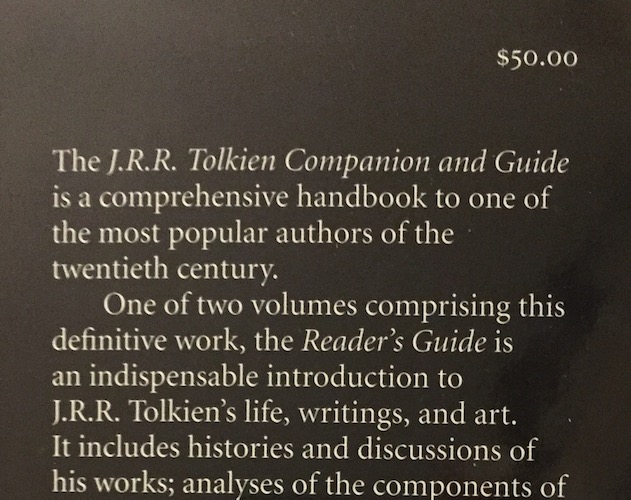 $50.00
The J.R.R. Tolkien Companion and Guide
is a comprehensive handbook to one of
the most popular authors of the
twentieth century.
One of two volumes comprising this
definitive work, the Reader’s Guide is
an indispensable introduction to
J.R.R. Tolkien’s life, writings, and art.
It includes histories and discussions of
his works; analyses of the components of